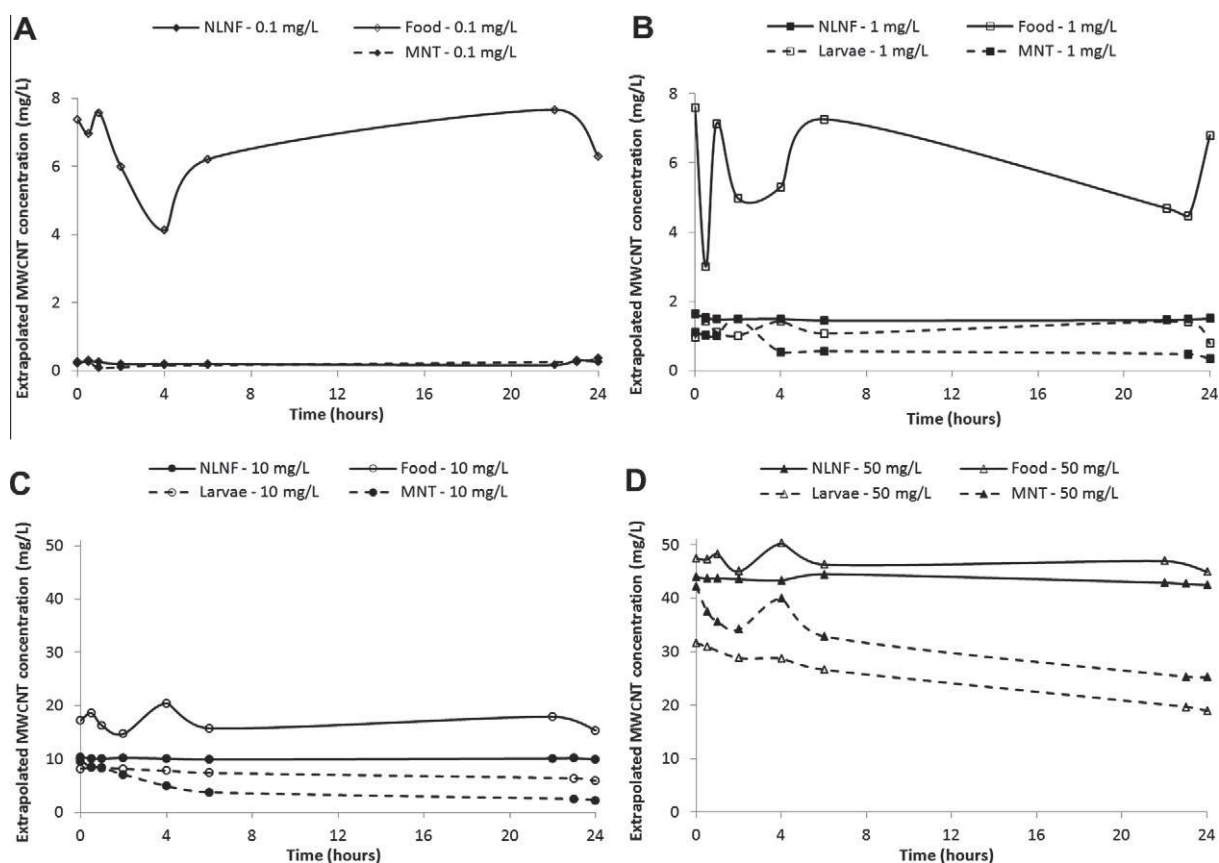 A
NLNF - 0.1 mg/L
Food - 0.1 mg/L
MNT - 0.1 mg/L
Extrapolated MWCNT concentration (mg/L)
8
6
4
2
0
0 4 8 12 16 20 24
Time (hours)
B
NLNF - 1 mg/L
Food - 1 mg/L
Larvae - 1 mg/L
MNT - 1 mg/L
Extrapolated MWCNT concentration (mg/L)
8
6
4
2
0
0 4 8 12 16 20 24
Time (hours)
C
NLNF - 10 mg/L
Food - 10 mg/L
Larvae - 10 mg/L
MNT - 10 mg/L
Extrapolated MWCNT concentration (mg/L)
50
40
30
20
10
0
0 4 8 12 16 20 24
Time (hours)
D
NLNF - 50 mg/L
Food - 50 mg/L
Larvae - 50 mg/L
MNT - 50 mg/L
Extrapolated MWCNT concentration (mg/L)
50
40
30
20
10
0
0 4 8 12 16 20 24
Time (hours)